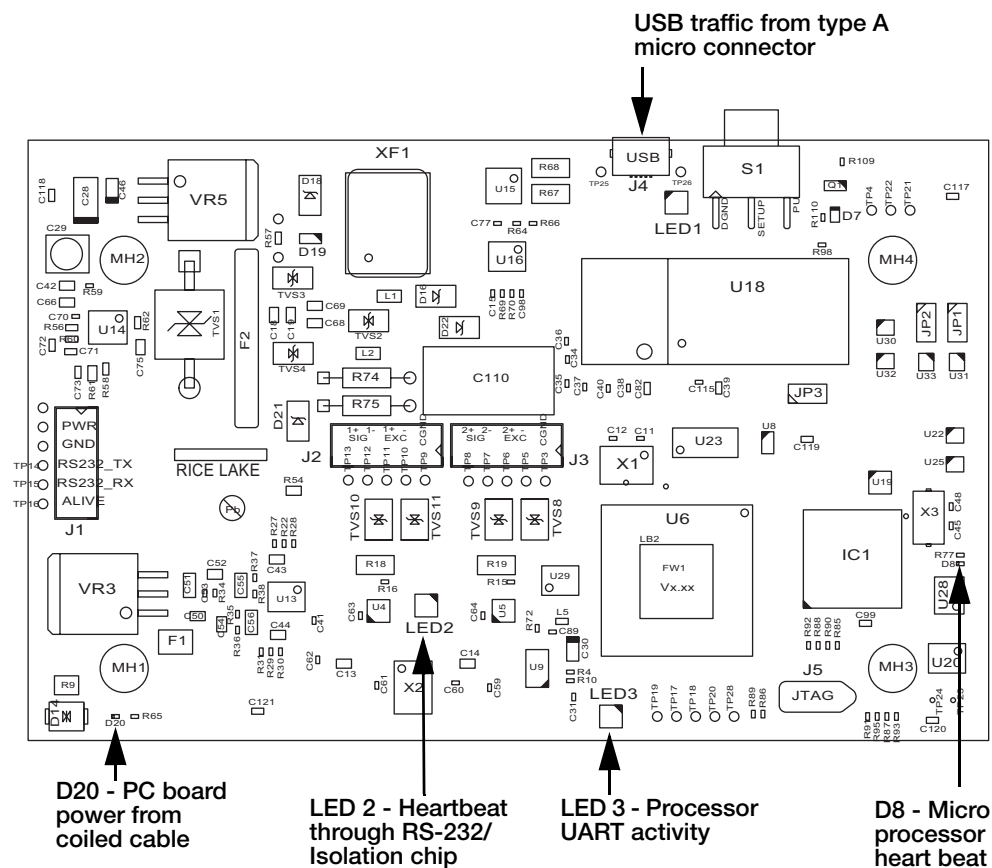 USB traffic from type A
micro connector
XF1
USB
J4
TP25
TP26
LED1
S1
DGND
SETUP
PU
R109
Q1
D7
R110
R98
TP4
TP22
TP21
C117
C118
C28
C46
VR5
D18
D19
R57
U15
R68
R67
C77
R64
R66
U16
C29
MH2
MH4
C42
C66
R59
C70
R56
R60
C72
C71
U14
R62
C75
C73
R61
R58
TVS1
F2
TVS3
C18
C19
TVS4
C69
C68
L1
TVS2
L2
D16
D22
R69
R70
C98
U18
C36
C34
C35
C37
C40
C38
C82
C115
C39
JP2
JP1
U30
U32
U33
U31
JP3
R74
R75
C110
D21
PWR
GND
RS232_TX
RS232_RX
ALIVE
TP14
TP15
TP16
J1
RICE LAKE
Pb
R54
J2
1+ 1- 1+ -
SIG EXC
CGND
TP13
TP12
TP11
TP10
TP9
2+ 2- 2+ -
SIG EXC
CGND
J3
TP8
TP7
TP6
TP5
TP3
C12
C11
X1
U23
U8
C119
U22
U25
U19
TVS10
TVS11
TVS9
TVS8
U6
LB2
FW1
Vx.xx
IC1
X3
C48
C45
R77
D8
U28
VR3
C51
C52
C53
R34
C55
R37
R38
R27
R22
R28
C43
U13
C50
C54
R35
R36
C56
C44
C41
R31
R29
R30
C62
F1
R18
R16
C63
U4
LED2
R19
R15
C64
U5
U29
R72
L5
C89
C30
U9
R4
R10
C31
C99
R92
R88
R90
R85
MH1
R9
D14
D20
R65
C121
C13
C61
X2
C14
C60
C59
LED3
TP19
TP17
TP18
TP20
TP28
R89
R86
J5
JTAG
MH3
U20
TP24
R91
R95
R87
R93
C120
D20 - PC board
power from
coiled cable
LED 2 - Heartbeat
through RS-232/
Isolation chip
LED 3 - Processor
UART activity
D8 - Micro
processor
heart beat